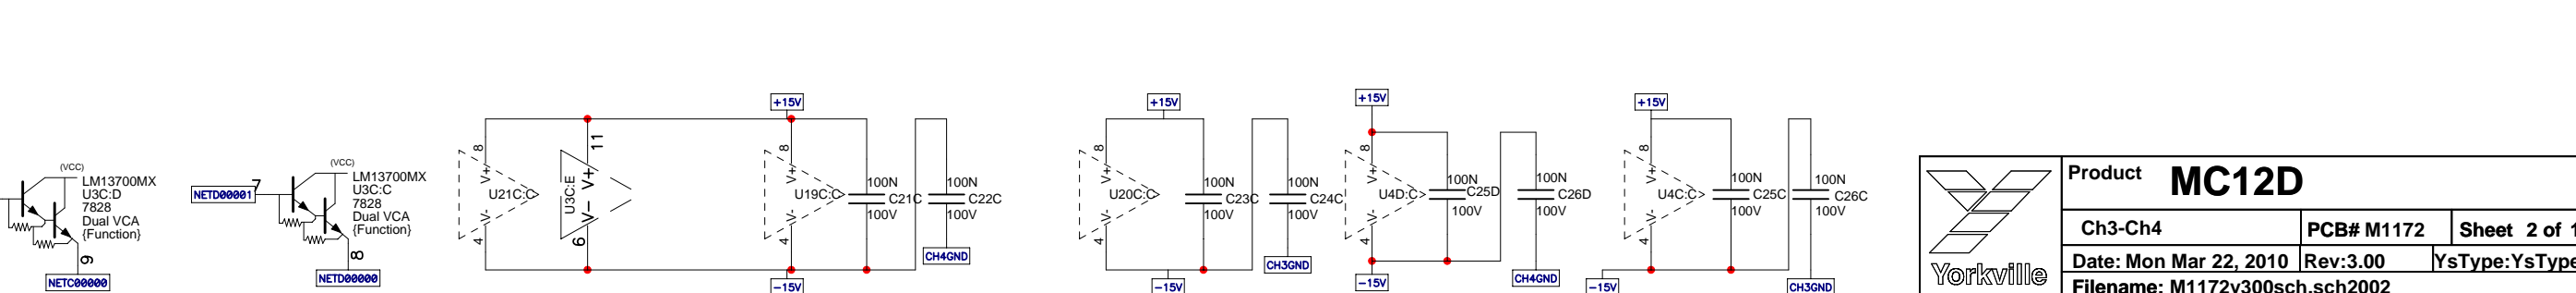 (VCC)
LM13700MX
U3C:D
7828
Dual VCA
{Function}
9
NETC00000
NETD00001
7
(VCC)
LM13700MX
U3C:C
7828
Dual VCA
{Function}
8
NETD00000
8
V+
U21C:C
V-
4
11
V+
U3C:E
V-
6
+15V
8
V+
U19C:C
V-
4
-15V
100N
C21C
100V
100N
C22C
100V
CH4GND
+15V
8
V+
U20C:C
V-
4
-15V
100N
C23C
100V
100N
C24C
100V
CH3GND
+15V
8
V+
U4D:C
V-
4
-15V
100N
C25D
100V
100N
C26D
100V
CH4GND
+15V
8
V+
U4C:C
V-
4
-15V
100N
C25C
100V
100N
C26C
100V
CH3GND
Yorkville
Product MC12D
Ch3-Ch4 PCB# M1172 Sheet 2 of 1
Date: Mon Mar 22, 2010 Rev:3.00 YsType:YsType
Filename: M1172v300sch.sch2002